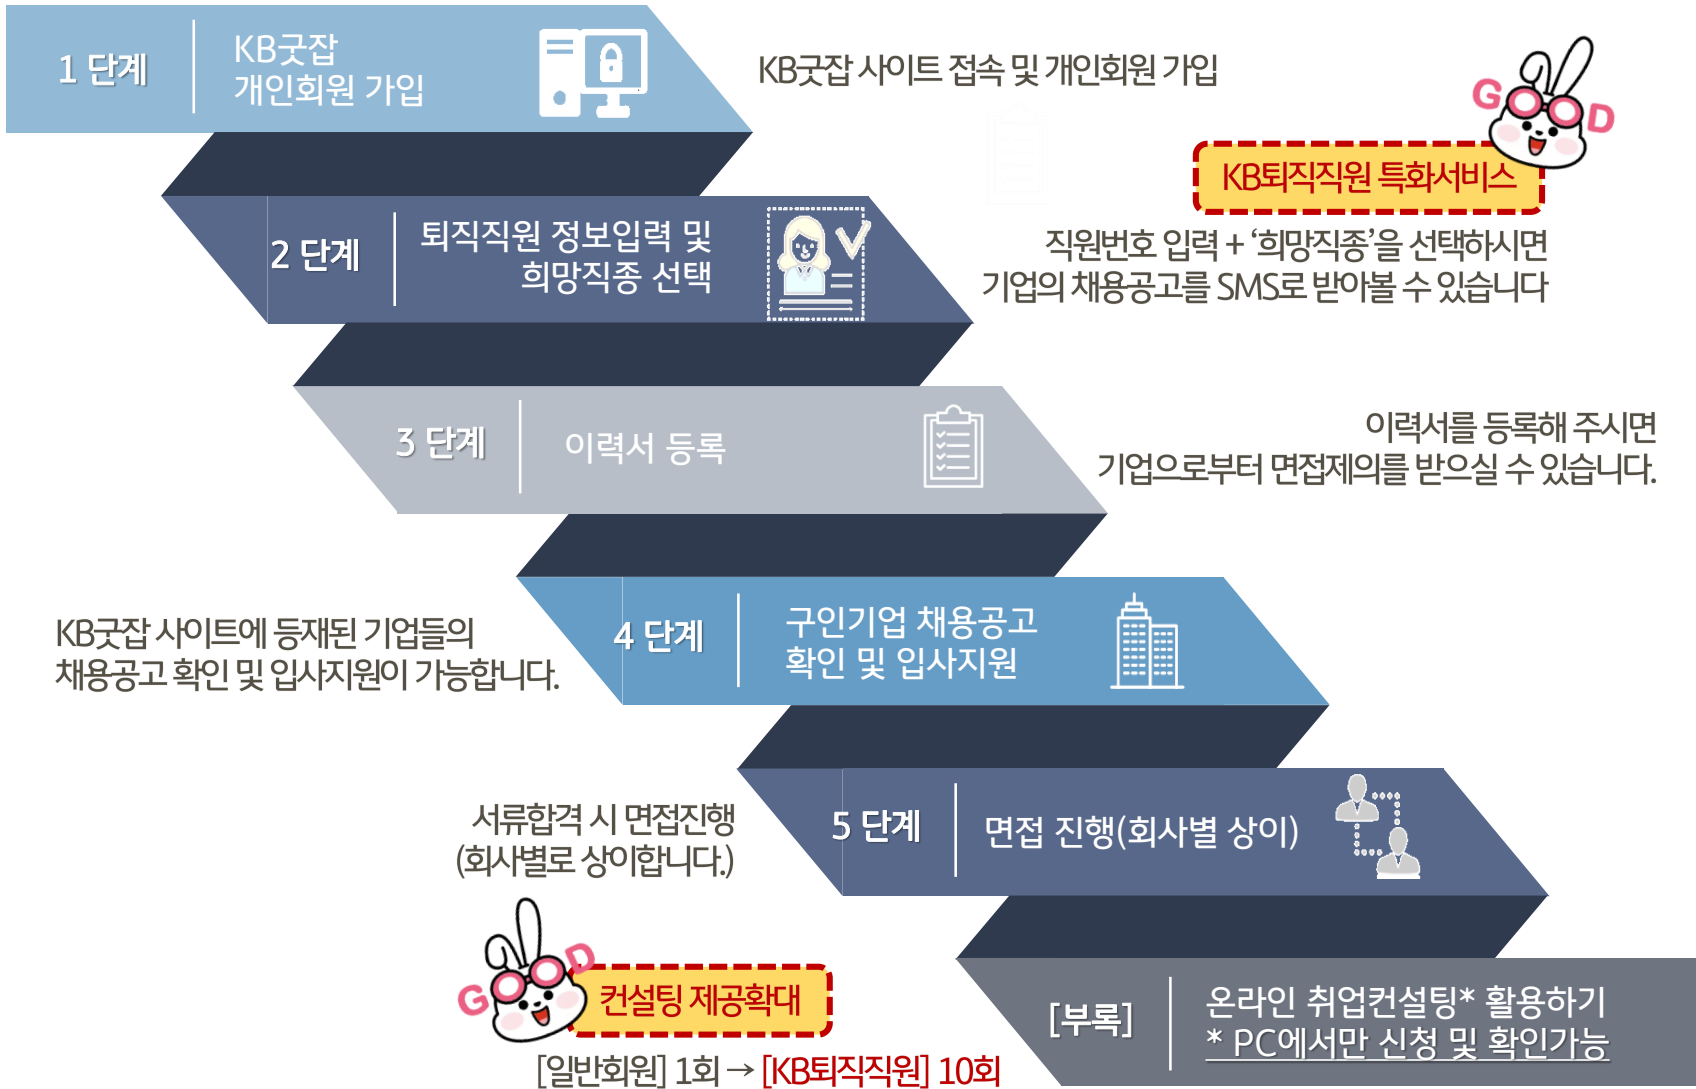 1 단계
KB굿잡
개인회원 가입
KB굿잡 사이트 접속 및 개인회원 가입
G D
KB퇴직직원 특화서비스
2 단계
퇴직직원 정보입력 및
희망직종 선택
직원번호 입력 + ‘희망직종’을 선택하시면
기업의 채용공고를 SMS로 받아볼 수 있습니다
3 단계
이력서 등록
이력서를 등록해 주시면
기업으로부터 면접제의를 받으실 수 있습니다.
KB굿잡 사이트에 등재된 기업들의
채용공고 확인 및 입사지원이 가능합니다.
4 단계
구인기업 채용공고
확인 및 입사지원
서류합격 시 면접진행
(회사별로 상이합니다.)
5 단계
면접 진행(회사별 상이)
G D
컨설팅 제공확대
[일반회원] 1회 → [KB퇴직직원] 10회
[부록]
온라인 취업컨설팅* 활용하기
* PC에서만 신청 및 확인가능